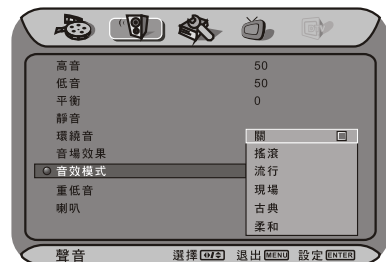 高音 50
低音 50
平衡 0
靜音
環繞音 關
音場效果 搖滾
音效模式 流行
重低音 現場
喇叭 古典
柔和
聲音 選擇 退出 MENU 設定 ENTER